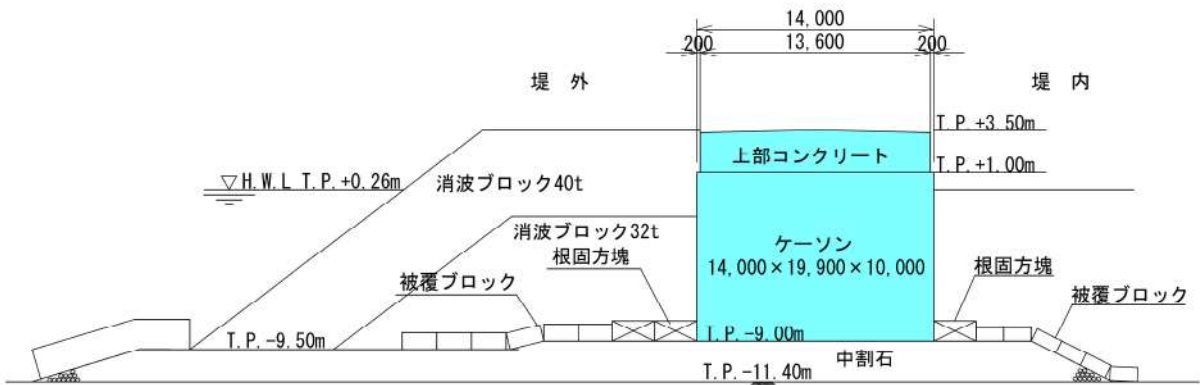 14,000
200 13,600 200
堤 外
堤 内
T.P.+3.50m
上部コンクリート
T.P.+1.00m
H.W.L T.P.+0.26m
消波ブロック40t
消波ブロック32t
ケーソン
14,000×19,900×10,000
根固方塊
根固方塊
被覆ブロック
被覆ブロック
T.P.-9.50m
T.P.-9.00m
中割石
T.P.-11.40m